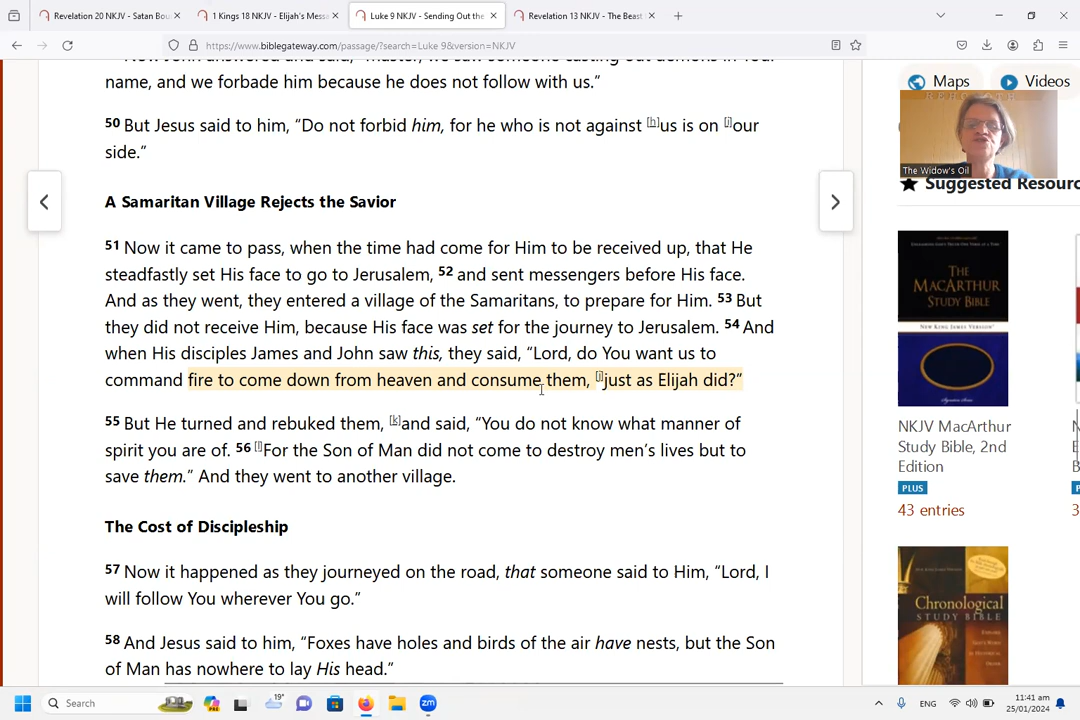 Revelation 20 NKJV - Satan Bou
1 Kings 18 NKJV - Elijah's Messa
Luke 9 NKJV - Sending Out the
Revelation 13 NKJV - The Beast
https://www.biblegateway.com/passage/?search=Luke 9&version=NKJV
name, and we forbade him because he does not follow with us.”
50 But Jesus said to him, “Do not forbid him, for he who is not against [h]us is on [i]our
side.”
A Samaritan Village Rejects the Savior
51 Now it came to pass, when the time had come for Him to be received up, that He
steadfastly set His face to go to Jerusalem, 52 and sent messengers before His face.
And as they went, they entered a village of the Samaritans, to prepare for Him. 53 But
they did not receive Him, because His face was set for the journey to Jerusalem. 54 And
when His disciples James and John saw this, they said, “Lord, do You want us to
command fire to come down from heaven and consume them, [j]just as Elijah did?”
55 But He turned and rebuked them, [k]and said, “You do not know what manner of
spirit you are of. 56 [l]For the Son of Man did not come to destroy men’s lives but to
save them.” And they went to another village.
The Cost of Discipleship
57 Now it happened as they journeyed on the road, that someone said to Him, “Lord, I
will follow You wherever You go.”
58 And Jesus said to him, “Foxes have holes and birds of the air have nests, but the Son
of Man has nowhere to lay His head.”
Maps
Videos
The Widow's Oil
Suggested Resourc
THE
MACARTHUR
STUDY BIBLE
NEW KING JAMES VERSION
NKJV MacArthur
Study Bible, 2nd
Edition
PLUS
43 entries
Chronological
STUDY BIBLE
Search
19°
ENG
11:41 am
25/01/2024